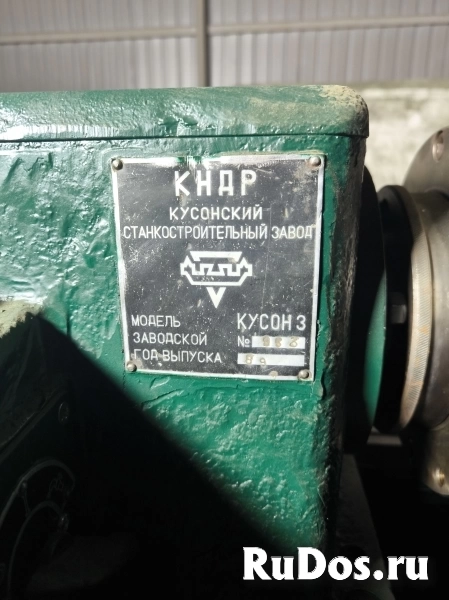 КНДР
КУСОНСКИЙ
СТАНКОСТРОИТЕЛЬНЫЙ ЗАВОД
МОДЕЛЬ КУСОН 3
ЗАВОДСКОЙ №
ГОД ВЫПУСКА
RuDos.ru